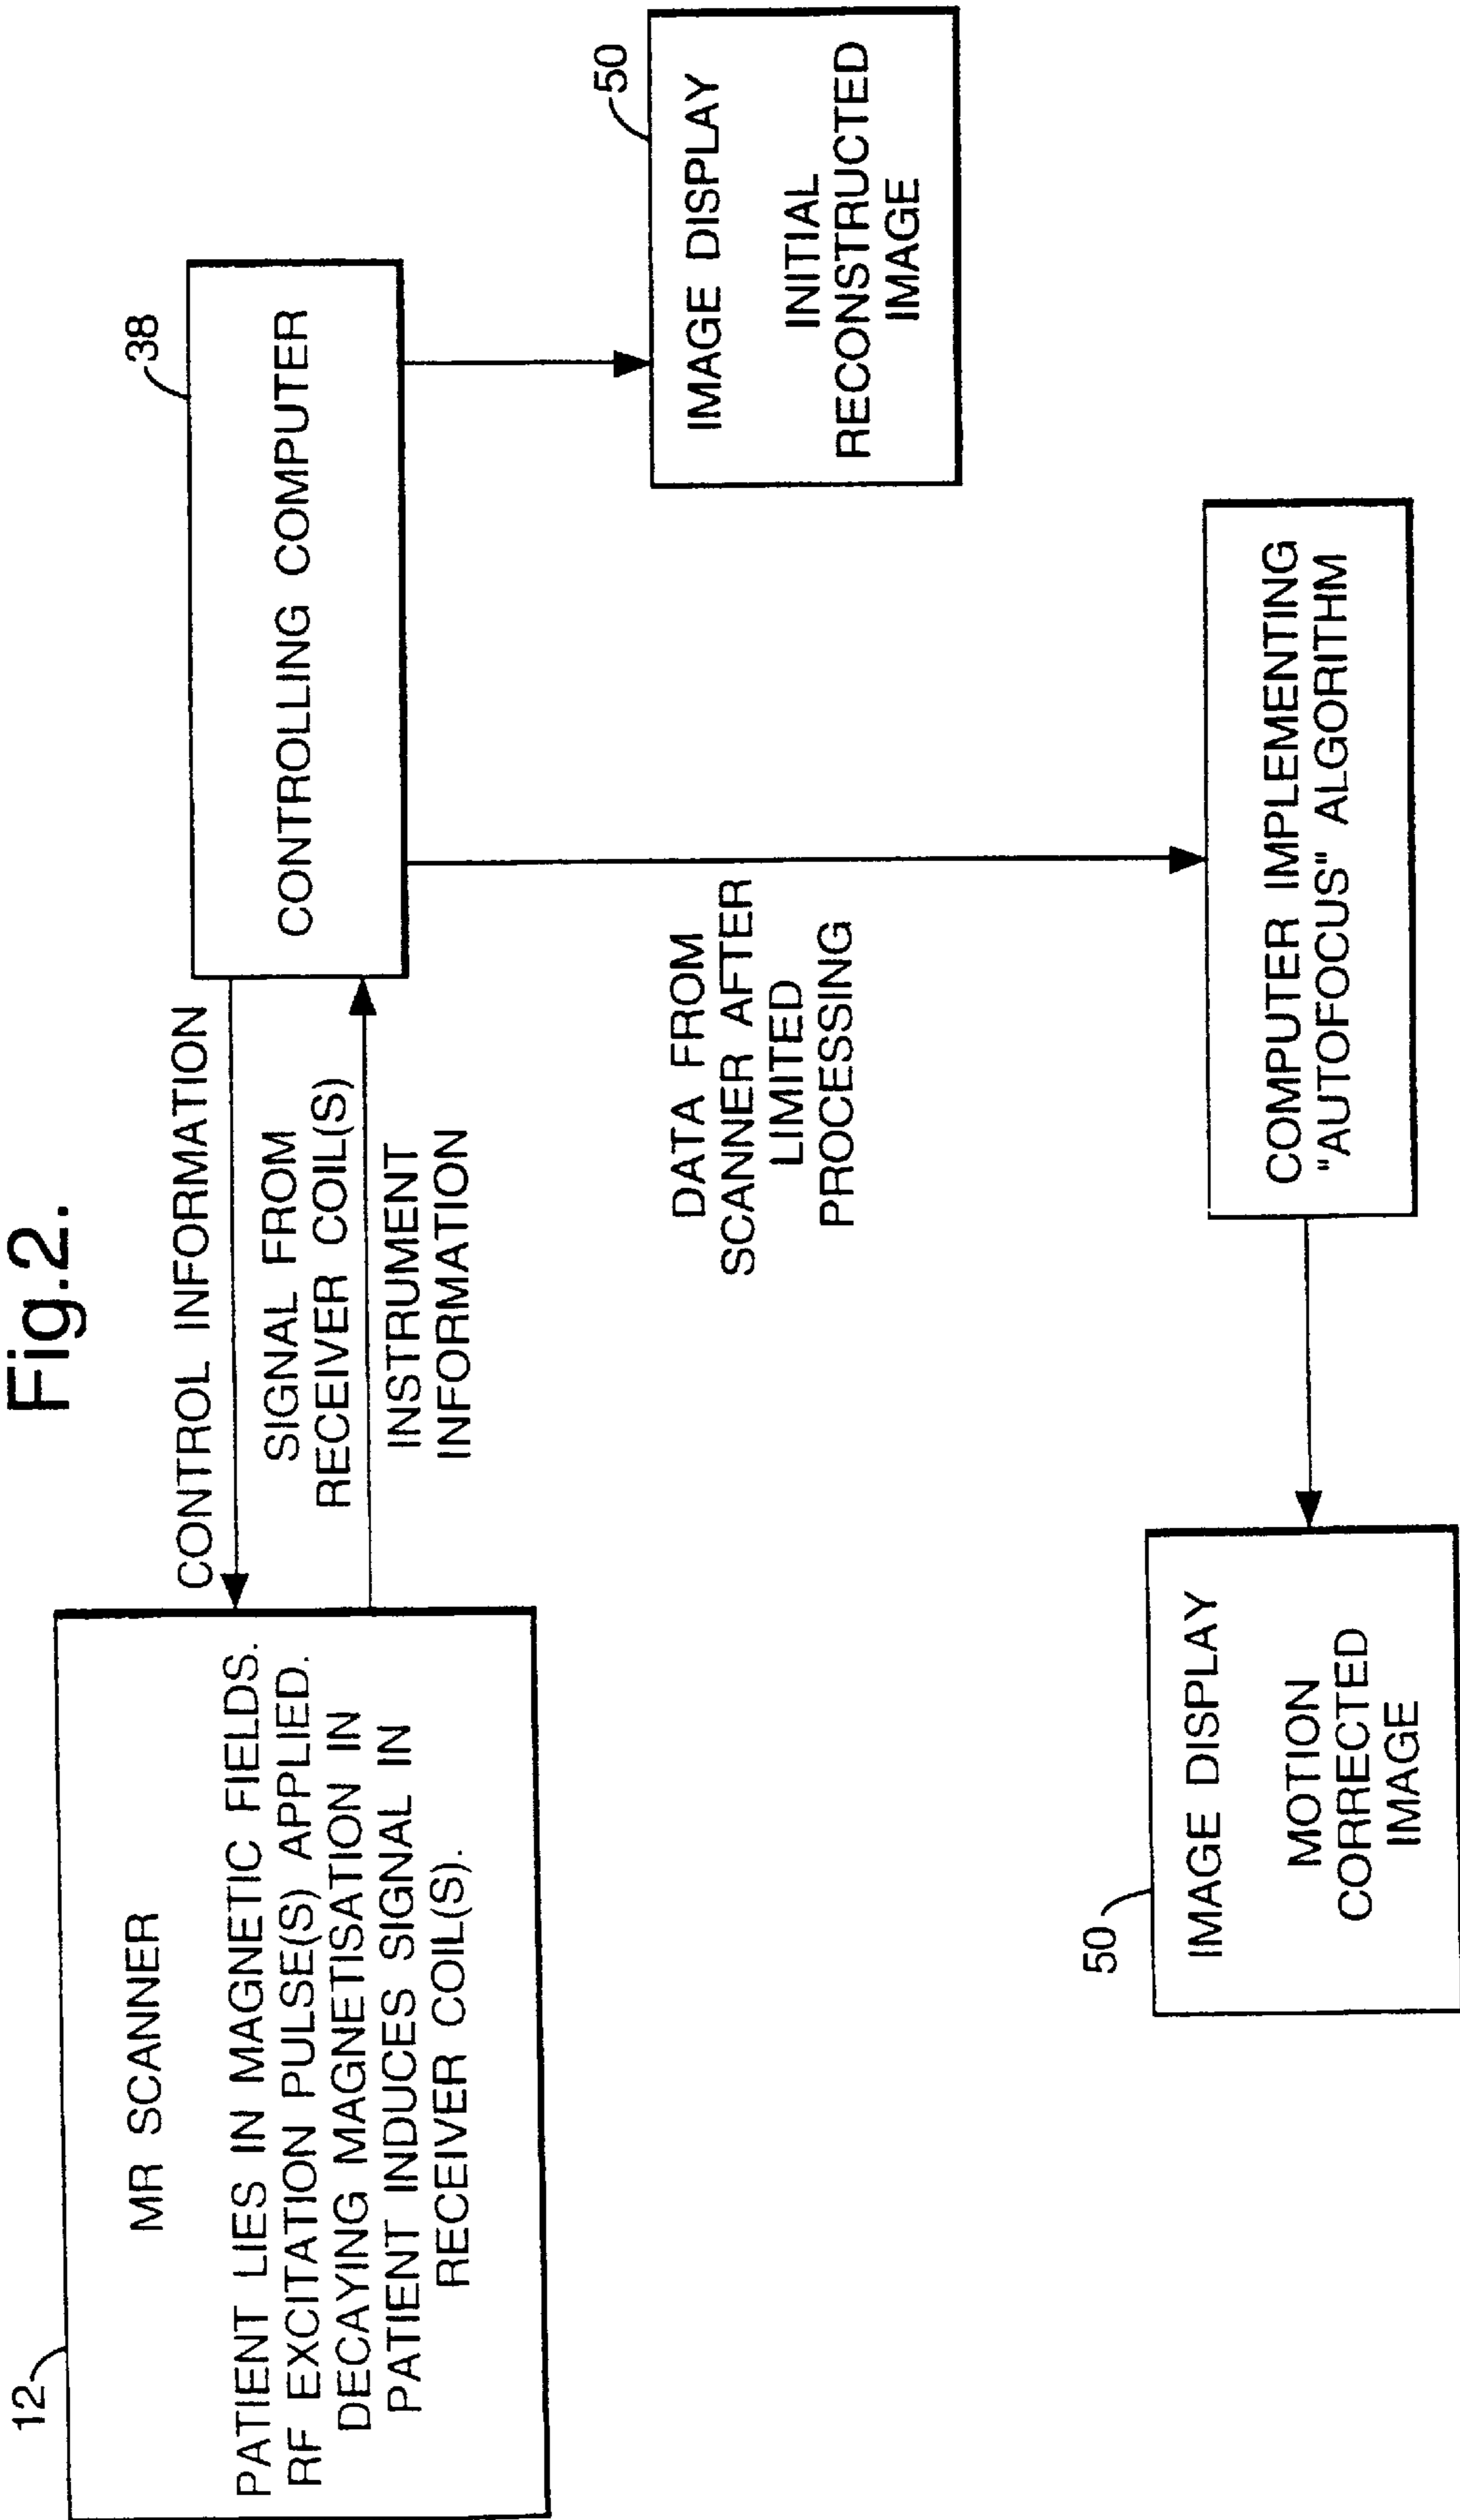 Fig.2.
12
MR SCANNER
PATIENT LIES IN MAGNETIC FIELDS.
RF EXCITATION PULSE(S) APPLIED.
DECAYING MAGNETISATION IN
PATIENT INDUCES SIGNAL IN
RECEIVER COIL(S).
CONTROL INFORMATION
SIGNAL FROM
RECEIVER COIL(S)
INSTRUMENT
INFORMATION
38
CONTROLLING COMPUTER
50
IMAGE DISPLAY
INITIAL
RECONSTRUCTED
IMAGE
DATA FROM
SCANNER AFTER
LIMITED
PROCESSING
COMPUTER IMPLEMENTING
"AUTOFOCUS" ALGORITHM
50
IMAGE DISPLAY
MOTION
CORRECTED
IMAGE